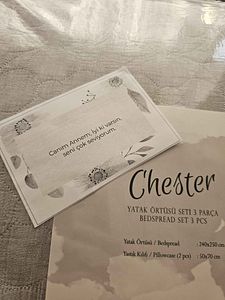 Canım Annem, iyi ki varsın,
seni çok seviyorum.
Chester
YATAK ÖRTÜSÜ SETİ 3 PARÇA
BEDSPREAD SET 3 PCS
Yatak Örtüsü / Bedspread : 240x250 cm
Yastık Kılıfı / Pillowcase (2 pcs) : 50x70 cm